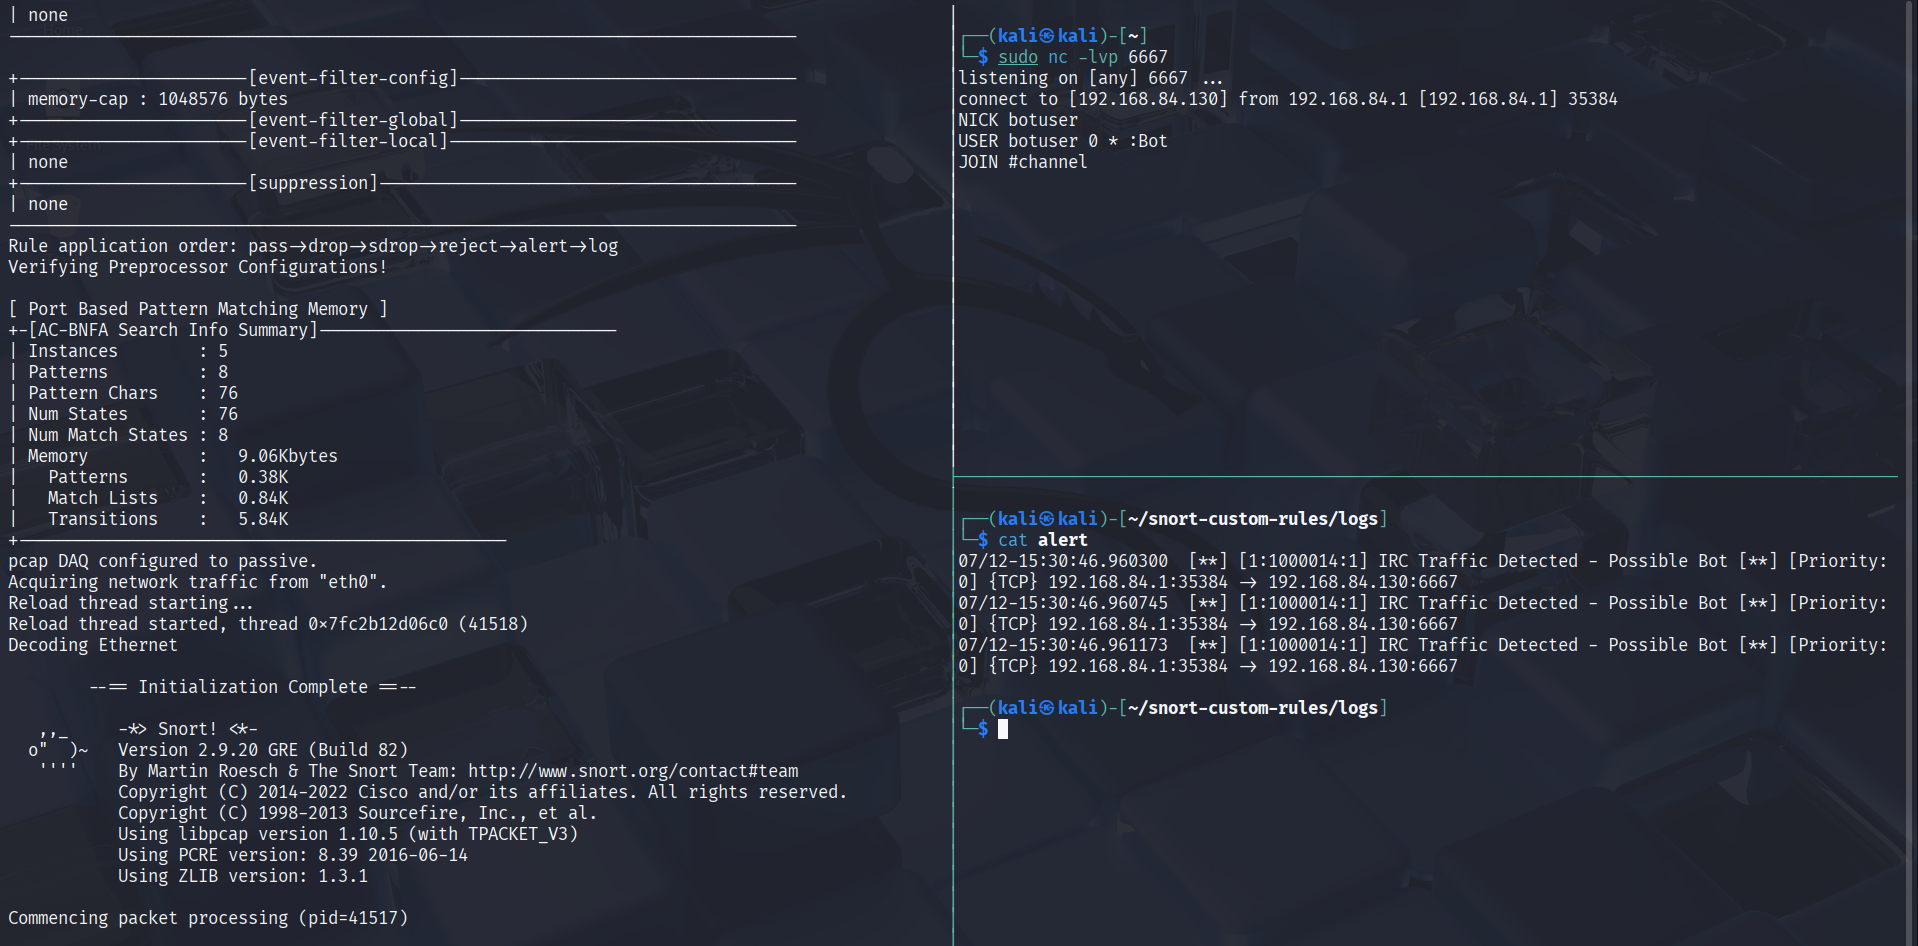 | none
+-----------------------[event-filter-config]----------------------------------
| memory-cap : 1048576 bytes
+-----------------------[event-filter-global]----------------------------------
+-----------------------[event-filter-local]-----------------------------------
| none
+-----------------------[suppression]------------------------------------------
| none
-------------------------------------------------------------------------------
Rule application order: pass->drop->sdrop->reject->alert->log
Verifying Preprocessor Configurations!
[ Port Based Pattern Matching Memory ]
+-[AC-BNFA Search Info Summary]------------------------------
| Instances        : 5
| Patterns         : 8
| Pattern Chars    : 76
| Num States       : 76
| Num Match States : 8
| Memory           :   9.06Kbytes
|   Patterns       :   0.38K
|   Match Lists    :   0.84K
|   Transitions    :   5.84K
+-------------------------------------------------
pcap DAQ configured to passive.
Acquiring network traffic from "eth0".
Reload thread starting...
Reload thread started, thread 0x7fc2b12d06c0 (41518)
Decoding Ethernet
--== Initialization Complete ==--
,,_     -*> Snort! <*-
o"  )~   Version 2.9.20 GRE (Build 82)
''''    By Martin Roesch & The Snort Team: http://www.snort.org/contact#team
Copyright (C) 2014-2022 Cisco and/or its affiliates. All rights reserved.
Copyright (C) 1998-2013 Sourcefire, Inc., et al.
Using libpcap version 1.10.5 (with TPACKET_V3)
Using PCRE version: 8.39 2016-06-14
Using ZLIB version: 1.3.1
Commencing packet processing (pid=41517)
┌──(kali㉿kali)-[~]
└─$ sudo nc -lvp 6667
listening on [any] 6667 ...
connect to [192.168.84.130] from 192.168.84.1 [192.168.84.1] 35384
NICK botuser
USER botuser 0 * :Bot
JOIN #channel
┌──(kali㉿kali)-[~/snort-custom-rules/logs]
└─$ cat alert
07/12-15:30:46.960300  [**] [1:1000014:1] IRC Traffic Detected - Possible Bot [**] [Priority:
0] {TCP} 192.168.84.1:35384 -> 192.168.84.130:6667
07/12-15:30:46.960745  [**] [1:1000014:1] IRC Traffic Detected - Possible Bot [**] [Priority:
0] {TCP} 192.168.84.1:35384 -> 192.168.84.130:6667
07/12-15:30:46.961173  [**] [1:1000014:1] IRC Traffic Detected - Possible Bot [**] [Priority:
0] {TCP} 192.168.84.1:35384 -> 192.168.84.130:6667
┌──(kali㉿kali)-[~/snort-custom-rules/logs]
└─$